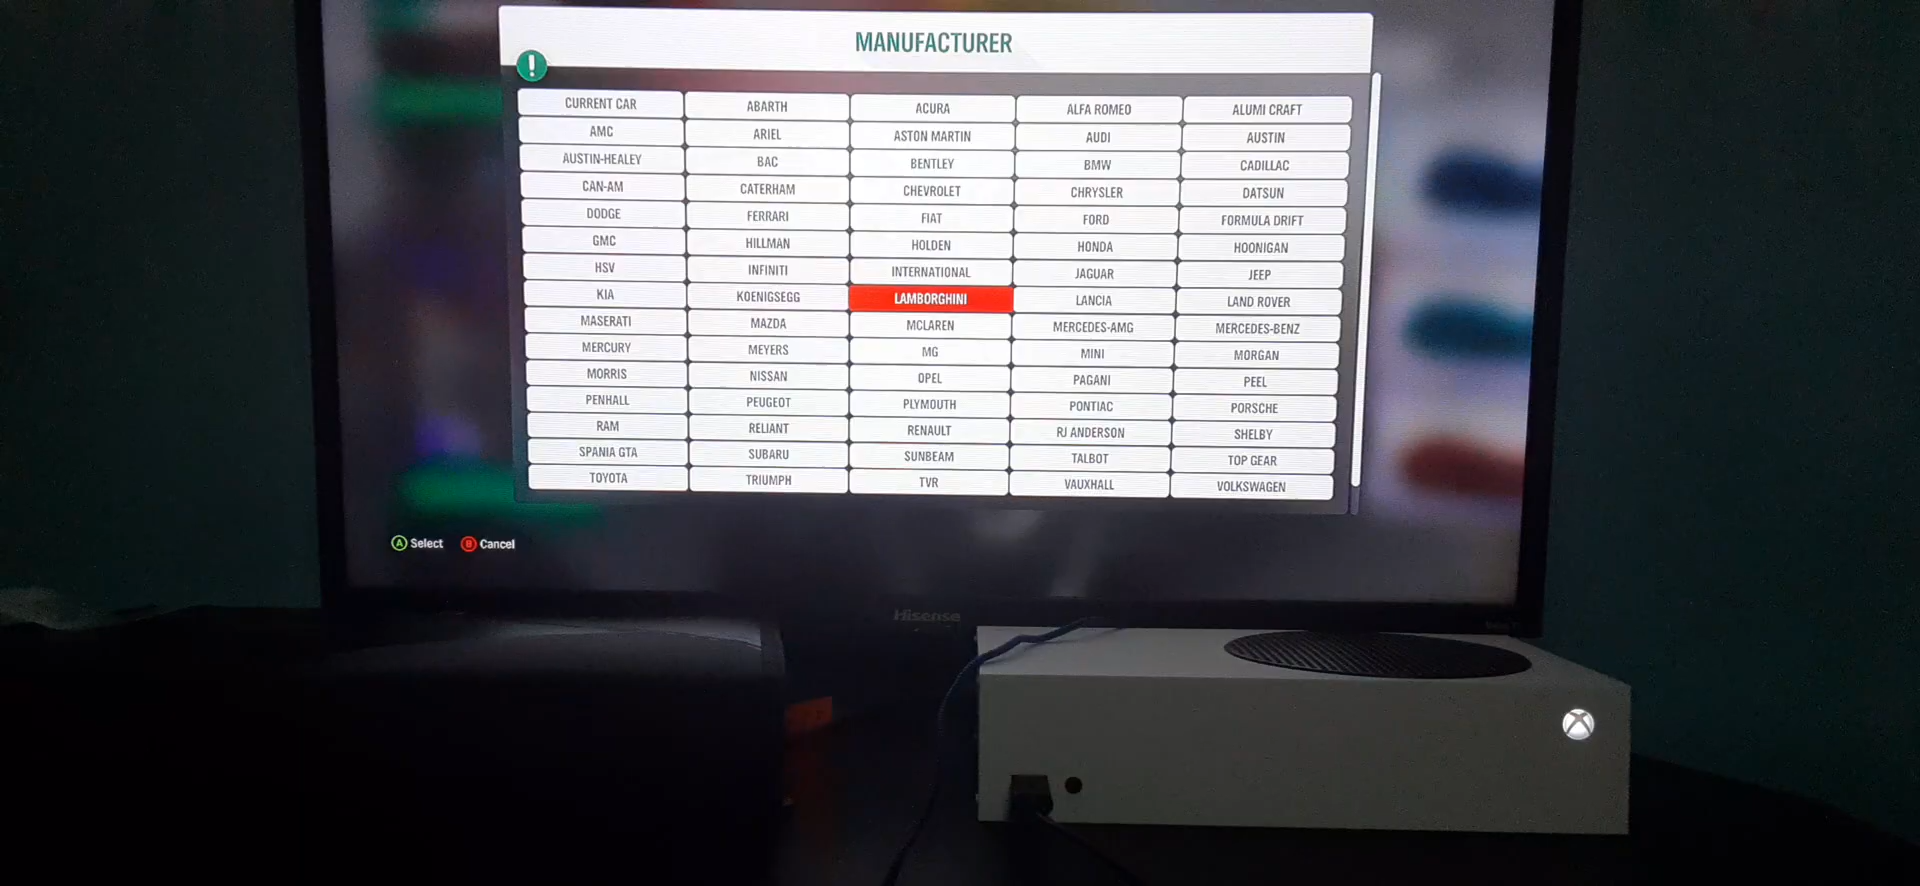 MANUFACTURER
!
CURRENT CAR ABARTH ACURA ALFA ROMEO ALUMI CRAFT
AMC ARIEL ASTON MARTIN AUDI AUSTIN
AUSTIN-HEALEY BAC BENTLEY BMW CADILLAC
CAN-AM CATERHAM CHEVROLET CHRYSLER DATSUN
DODGE FERRARI FIAT FORD FORMULA DRIFT
GMC HILLMAN HOLDEN HONDA HOONIGAN
HSV INFINITI INTERNATIONAL JAGUAR JEEP
KIA KOENIGSEGG LAMBORGHINI LANCIA LAND ROVER
MASERATI MAZDA MCLAREN MERCEDES-AMG MERCEDES-BENZ
MERCURY MEYERS MG MINI MORGAN
MORRIS NISSAN OPEL PAGANI PEEL
PENHALL PEUGEOT PLYMOUTH PONTIAC PORSCHE
RAM RELIANT RENAULT RJ ANDERSON SHELBY
SPANIA GTA SUBARU SUNBEAM TALBOT TOP GEAR
TOYOTA TRIUMPH TVR VAUXHALL VOLKSWAGEN
A Select B Cancel
Hisense